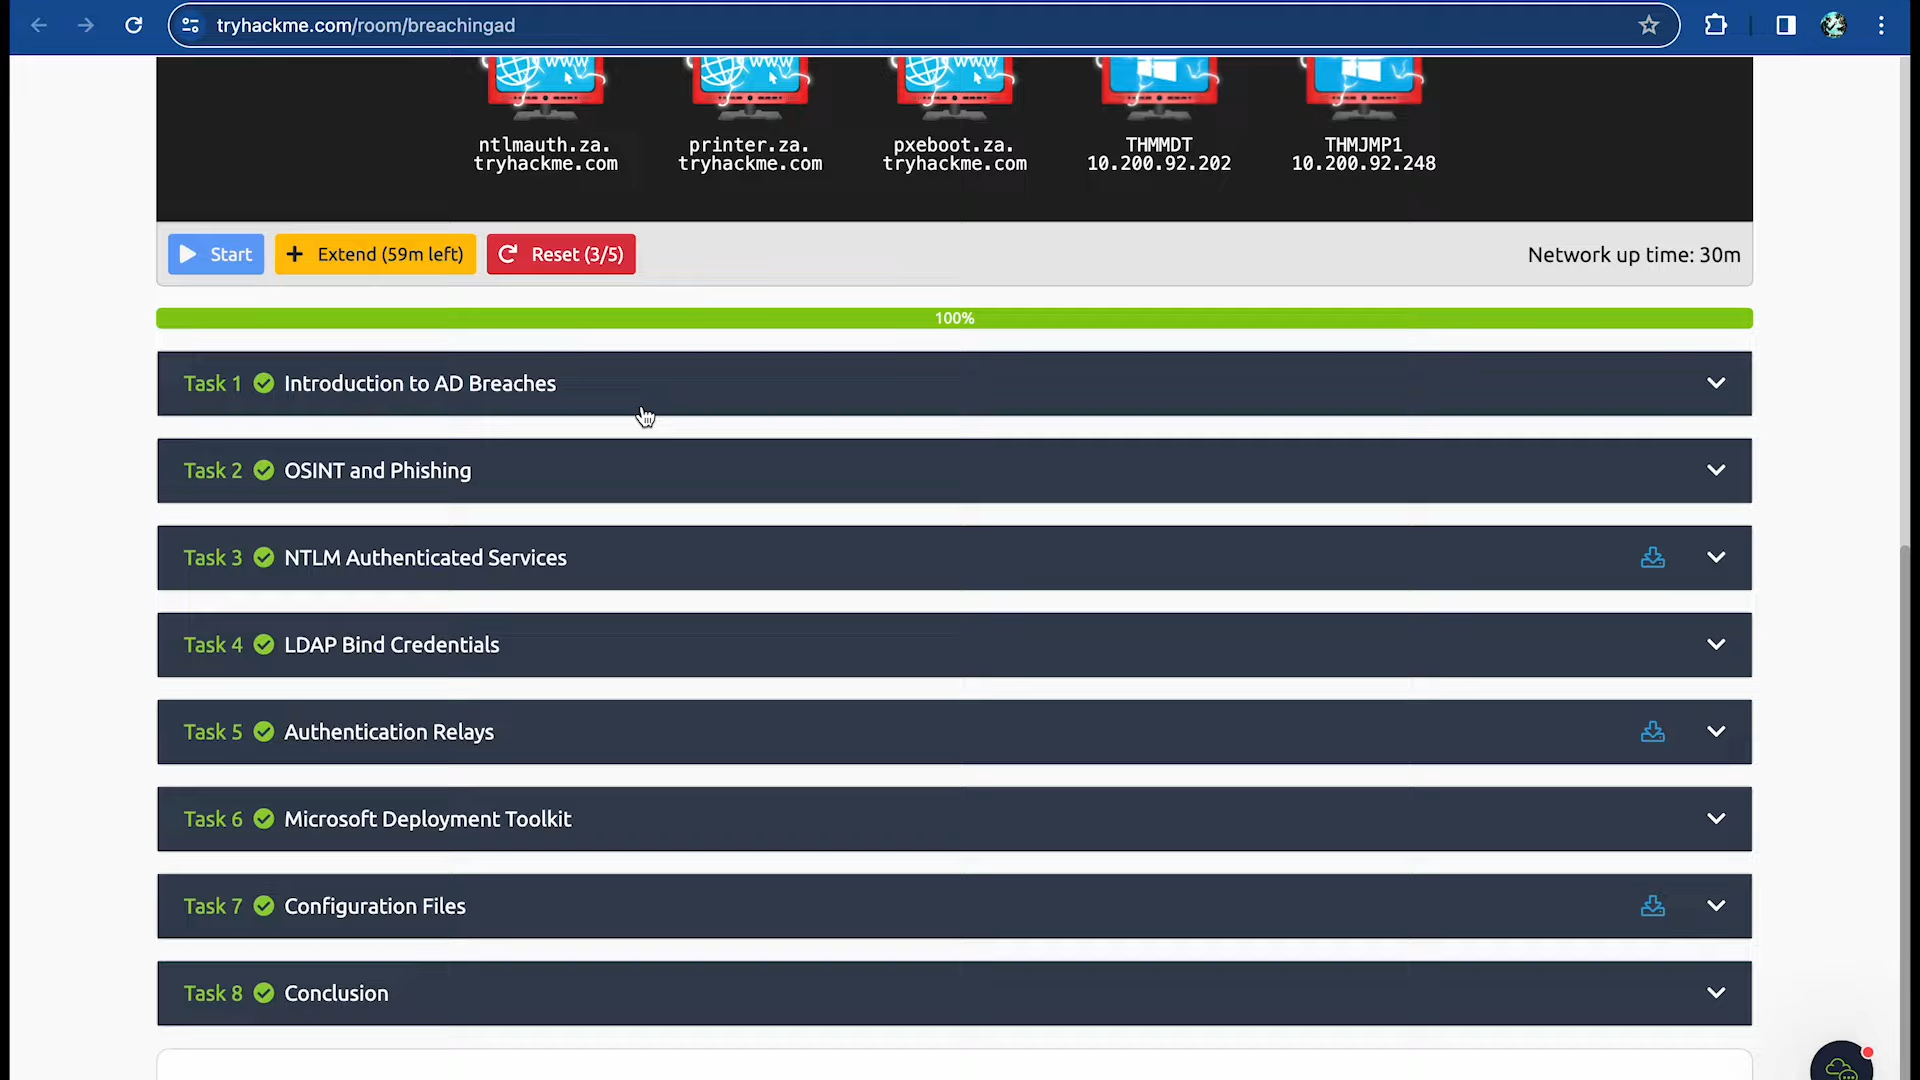 tryhackme.com/room/breachingad
www
www
www
ntlmauth.za.
tryhackme.com
printer.za.
tryhackme.com
pxeboot.za.
tryhackme.com
THMMDT
10.200.92.202
THMJMP1
10.200.92.248
Start
Extend (59m left)
Reset (3/5)
Network up time: 30m
100%
Task 1 Introduction to AD Breaches
Task 2 OSINT and Phishing
Task 3 NTLM Authenticated Services
Task 4 LDAP Bind Credentials
Task 5 Authentication Relays
Task 6 Microsoft Deployment Toolkit
Task 7 Configuration Files
Task 8 Conclusion